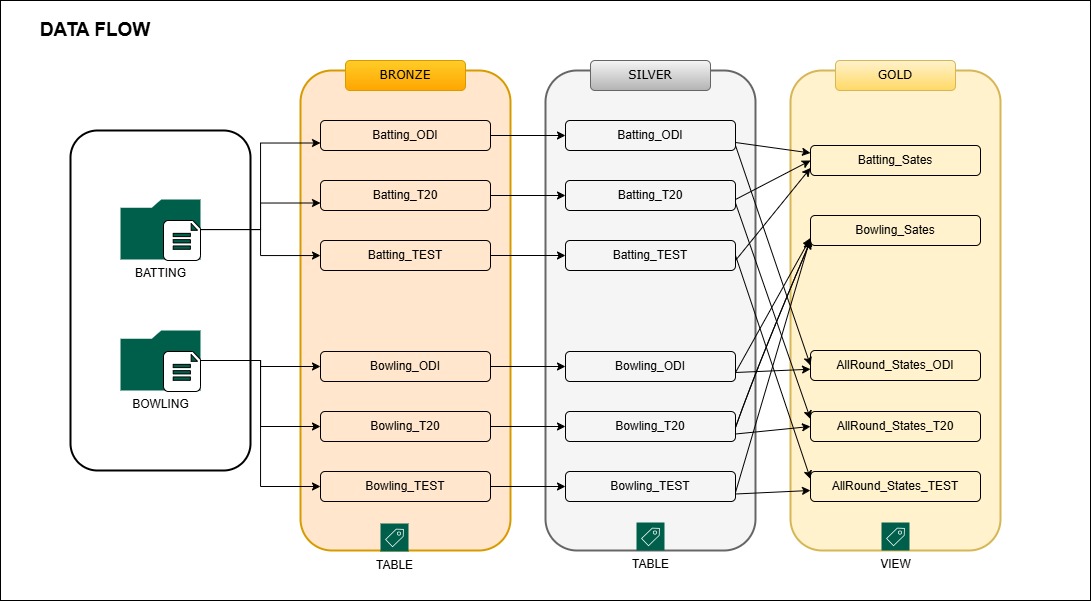 DATA FLOW
BRONZE
SILVER
GOLD
Batting_ODI
Batting_ODI
Batting_Sates
Batting_T20
Batting_T20
Bowling_Sates
Batting_TEST
Batting_TEST
BATTING
Bowling_ODI
Bowling_ODI
AllRound_States_ODI
BOWLING
Bowling_T20
Bowling_T20
AllRound_States_T20
Bowling_TEST
Bowling_TEST
AllRound_States_TEST
TABLE
TABLE
VIEW